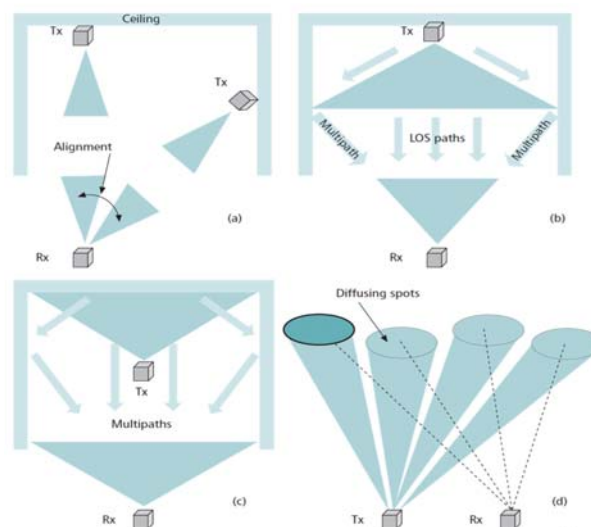 Ceiling
Tx
Tx
Alignment
Rx
(a)
Tx
Multipath
LOS paths
Multipath
Rx
(b)
Tx
Multipaths
Rx
(c)
Diffusing spots
Tx
Rx
(d)